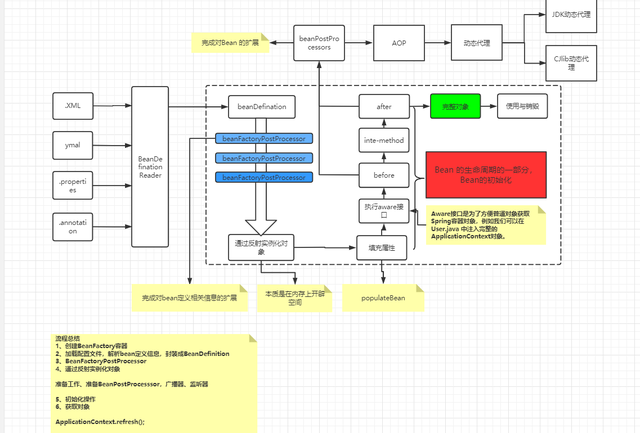 JDK动态代理
完成对Bean 的扩展
beanPostPro
cessors
AOP
动态代理
CJlib动态代
理
.XML
ymal
.properti
es
.annotat
ion
BeanDe
finition
Reader
beanDefination
beanFactoryPostProcessor
beanFactoryPostProcessor
beanFactoryPostProcessor
通过反射实例化对
象
after
inte-method
before
执行aware接
口
填充属性
完整对象
使用与销毁
Bean 的生命周期的一部分，
Bean的初始化
Aware接口是为了方便普通对象获取
Spring容器对象，例如我们可以在
User.java 中注入完整的
ApplicationContext对象。
完成对bean定义相关信息的扩展
本质是在内存上开辟
空间
populateBean
流程总结
1、创建BeanFactory容器
2、加载配置文件，解析bean定义信息，封装成BeanDefinition
3、BeanFactoryPostProcessor
4、通过反射实例化对象
准备工作、准备BeanPostProcesssor，广播器、监听器
5、初始化操作
6、获取对象
ApplicationContext.refresh();